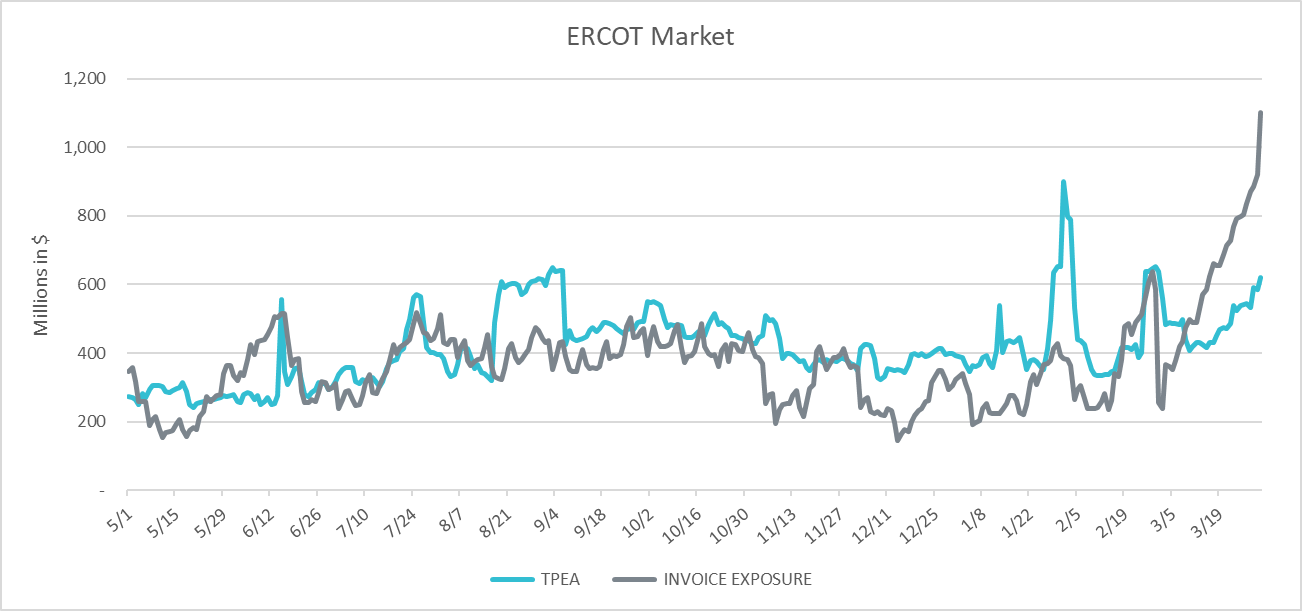 ERCOT Market
Millions in $
1,200
1,000
800
600
400
200
-
5/1 5/15 5/29 6/12 6/26 7/10 7/24 8/7 8/21 9/4 9/18 10/2 10/16 10/30 11/13 11/27 12/11 12/25 1/8 1/22 2/5 2/19 3/5 3/19
TPEA INVOICE EXPOSURE